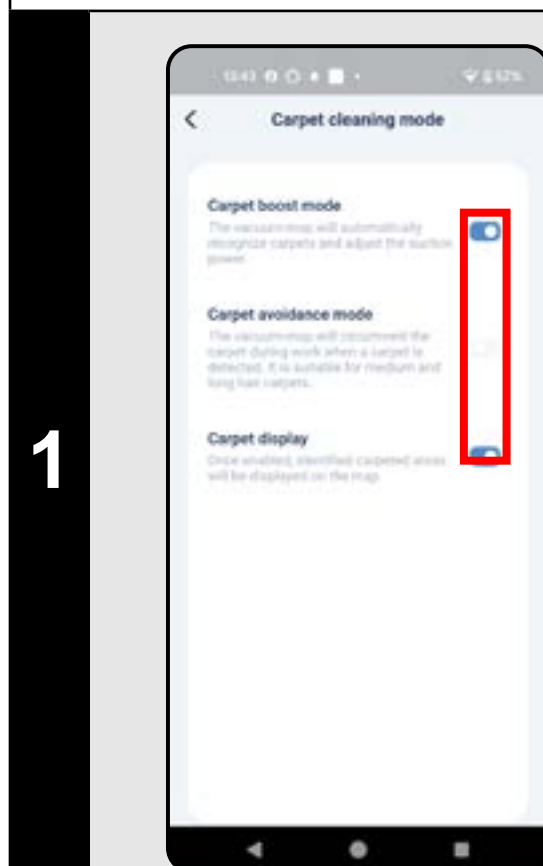 Carpet cleaning mode
Carpet boost mode
The vacuum-mop will automatically
recognize carpets and adjust the suction
power.
Carpet avoidance mode
The vacuum-mop will circumvent the
carpet during work when a carpet is
detected. It is suitable for medium and
long hair carpets.
1
Carpet display
Once enabled, identified carpeted areas
will be displayed on the map.